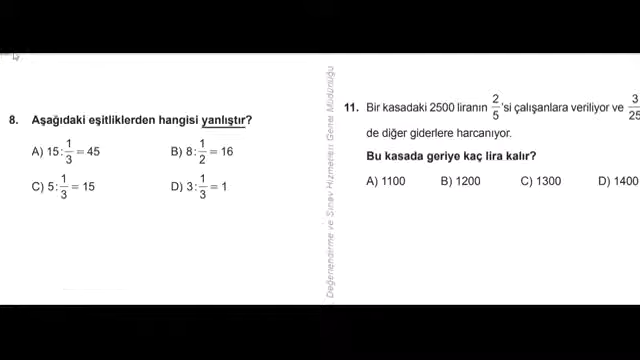 8. Aşağıdaki eşitliklerden hangisi yanlıştır?
A) 15 : 1/3 = 45
B) 8 : 1/2 = 16
C) 5 : 1/3 = 15
D) 3 : 1/3 = 1
Değerlendirme ve Sınav Hizmetleri Genel Müdürlüğü
11. Bir kasadaki 2500 liranın 2/5 'si çalışanlara veriliyor ve 3/25
de diğer giderlere harcanıyor.
Bu kasada geriye kaç lira kalır?
A) 1100
B) 1200
C) 1300
D) 1400